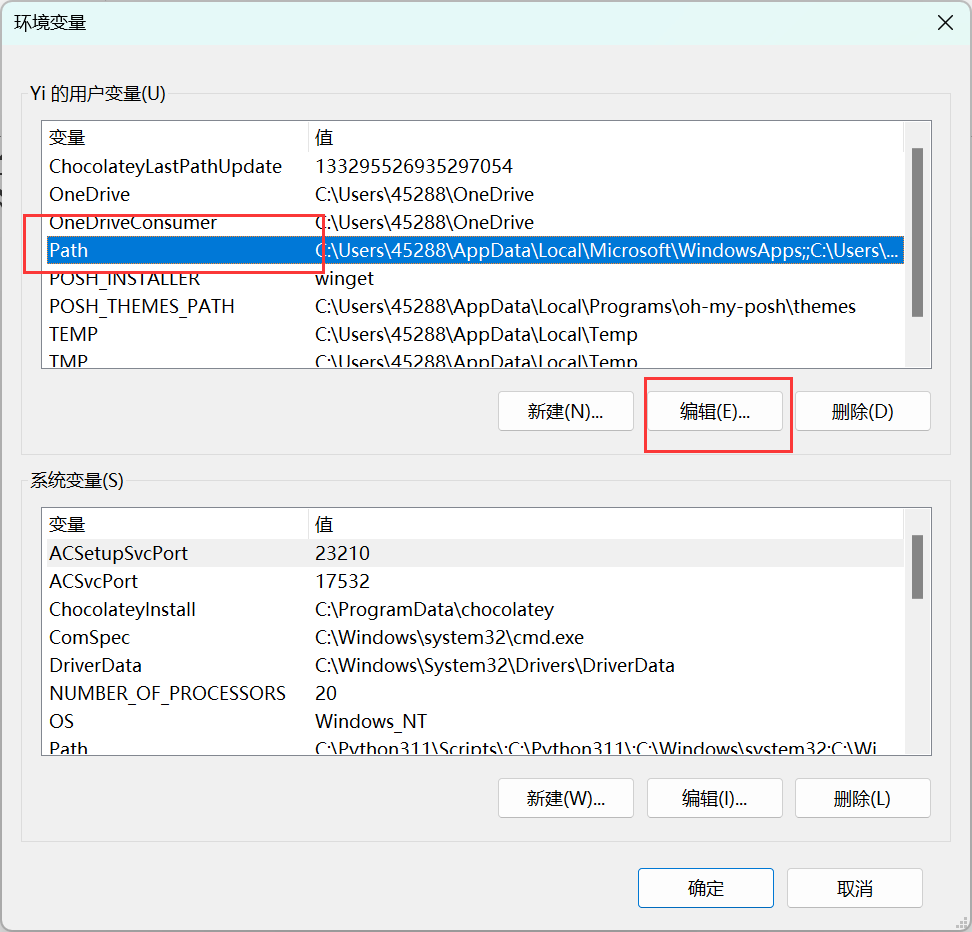 环境变量
Yi 的用户变量(U)
变量 值
ChocolateyLastPathUpdate 133295526935297054
OneDrive C:\Users\45288\OneDrive
OneDriveConsumer C:\Users\45288\OneDrive
Path C:\Users\45288\AppData\Local\Microsoft\WindowsApps;;C:\Users\...
POSH_INSTALLER winget
POSH_THEMES_PATH C:\Users\45288\AppData\Local\Programs\oh-my-posh\themes
TEMP C:\Users\45288\AppData\Local\Temp
TMP C:\Users\45288\AppData\Local\Temp
新建(N)... 编辑(E)... 删除(D)
系统变量(S)
变量 值
ACSetupSvcPort 23210
ACSvcPort 17532
ChocolateyInstall C:\ProgramData\chocolatey
ComSpec C:\Windows\system32\cmd.exe
DriverData C:\Windows\System32\Drivers\DriverData
NUMBER_OF_PROCESSORS 20
OS Windows_NT
Path C:\Python311\Scripts\;C:\Python311\;C:\Windows\system32;C:\Wi
新建(W)... 编辑(I)... 删除(L)
确定 取消